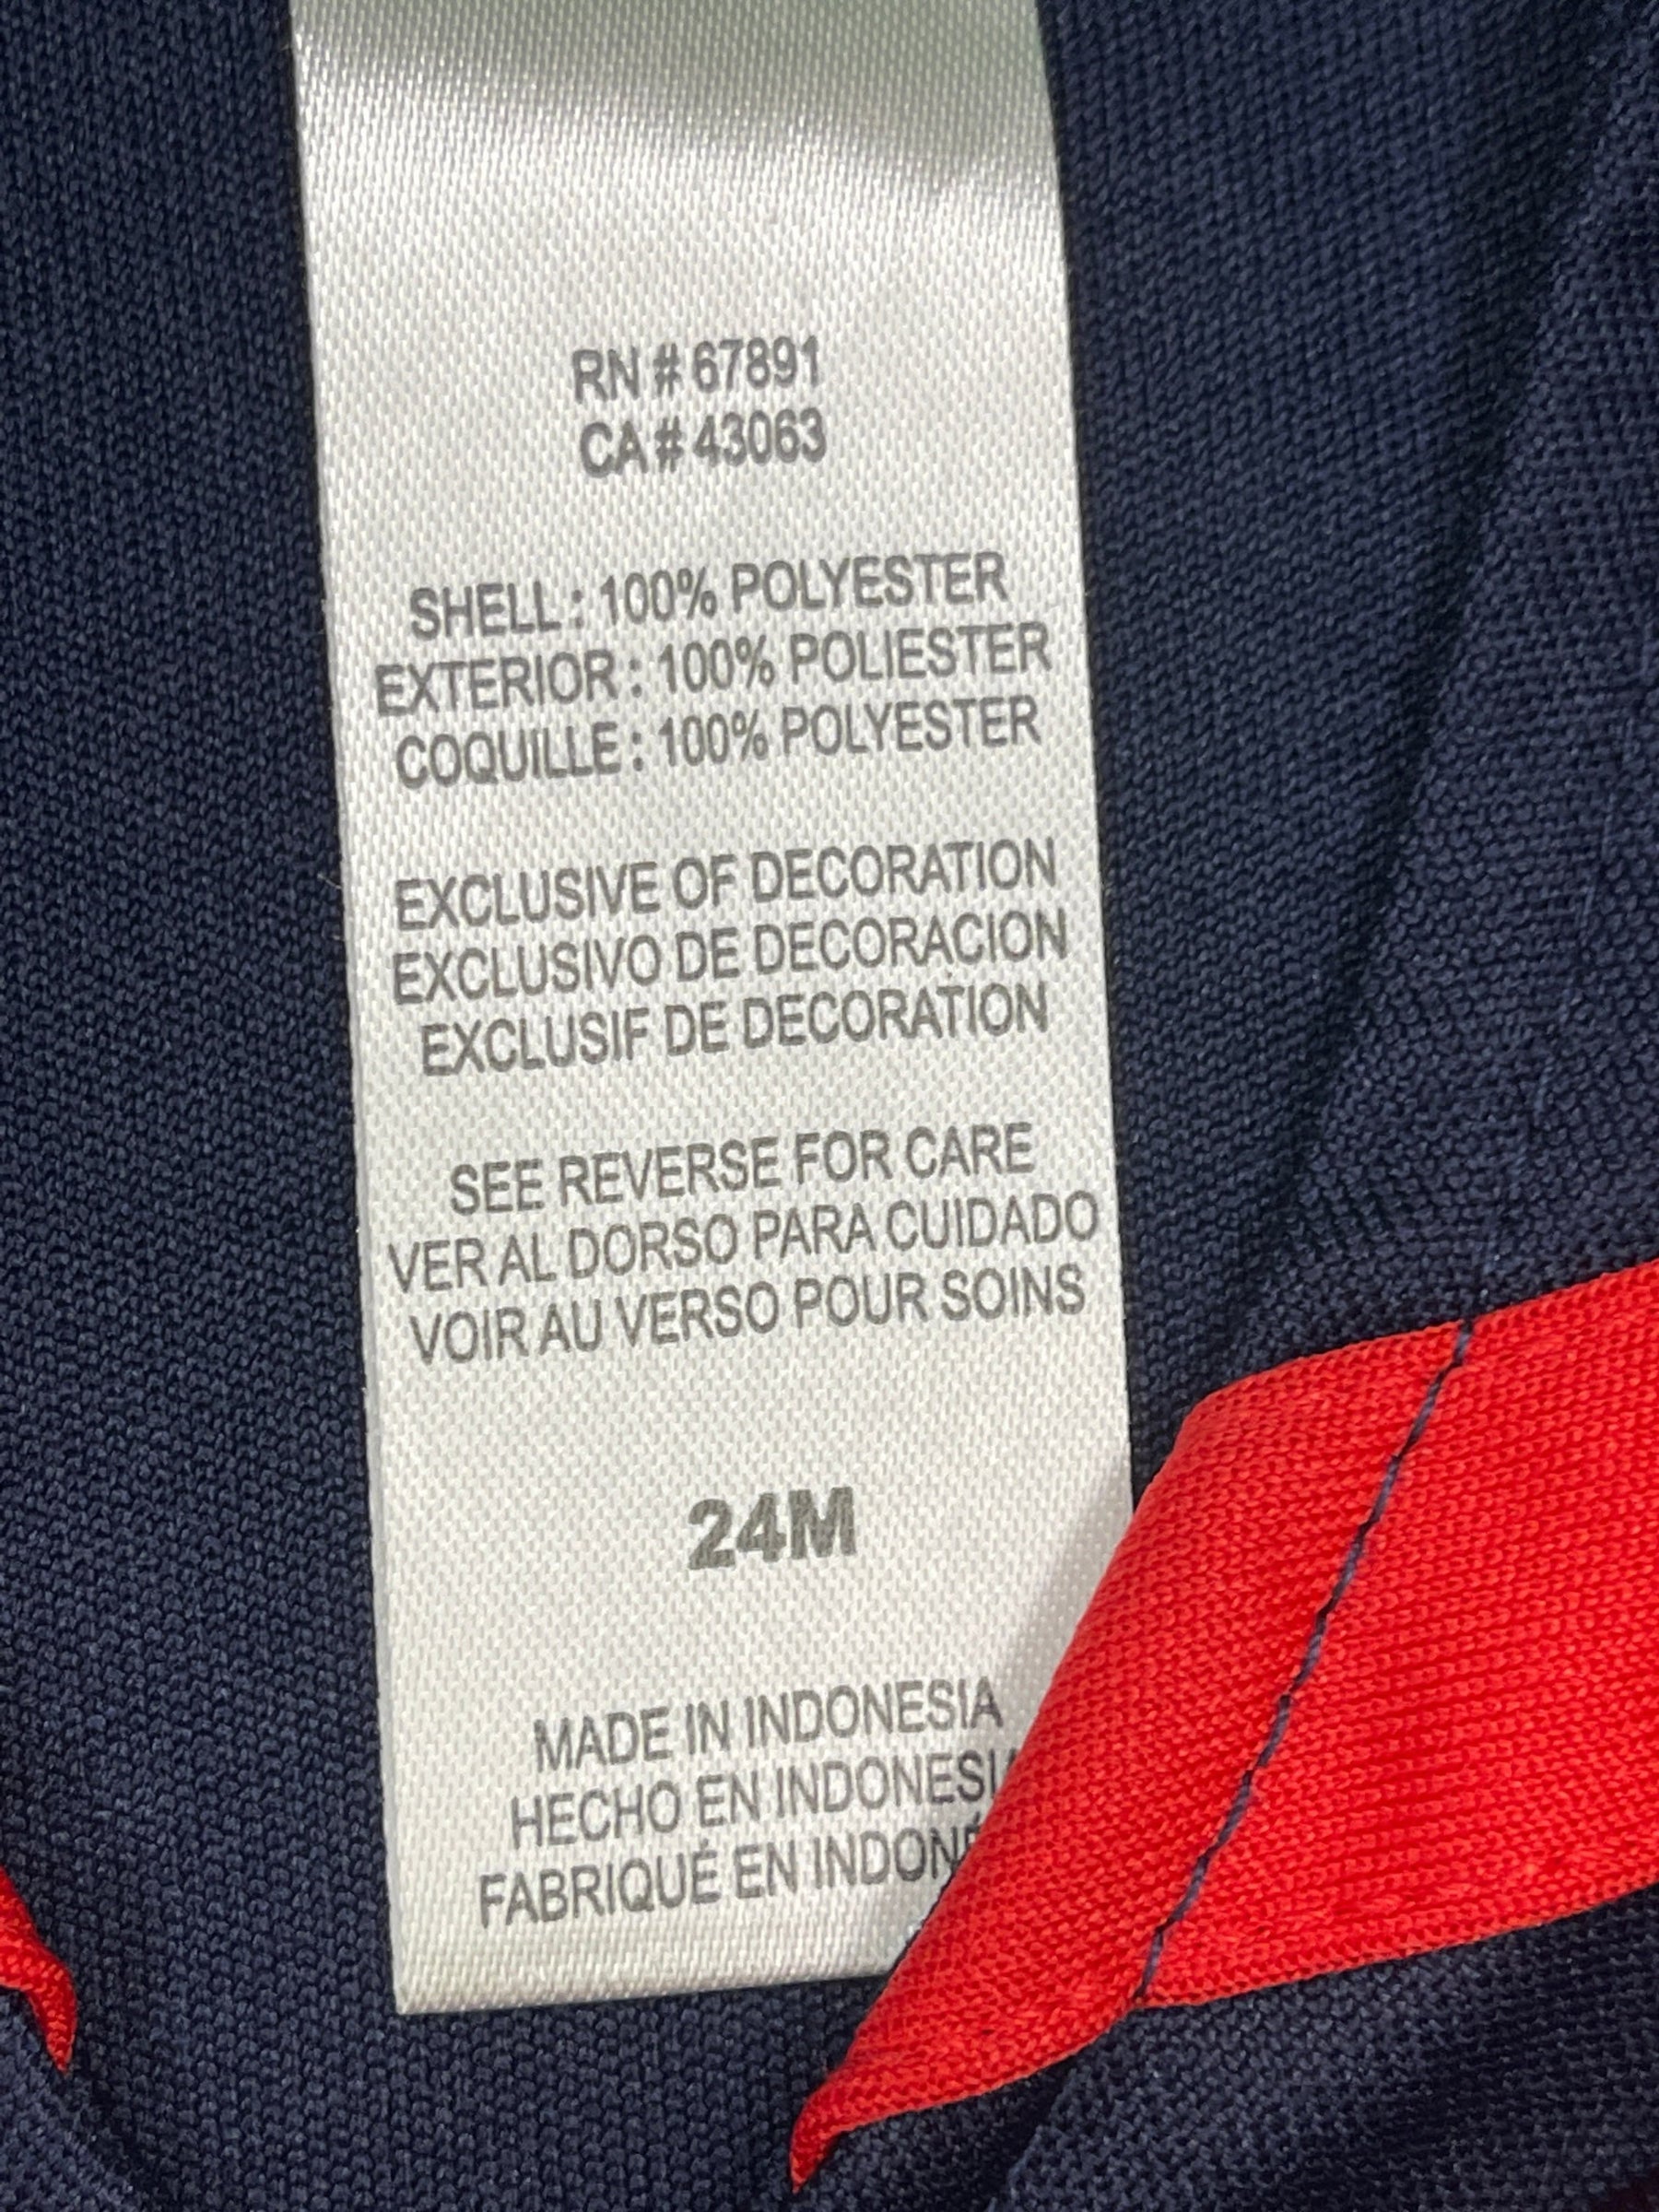 RN # 67891
CA # 43063
SHELL : 100% POLYESTER
EXTERIOR : 100% POLIESTER
COQUILLE : 100% POLYESTER
EXCLUSIVE OF DECORATION
EXCLUSIVO DE DECORACION
EXCLUSIF DE DECORATION
SEE REVERSE FOR CARE
VER AL DORSO PARA CUIDADO
VOIR AU VERSO POUR SOINS
24M
MADE IN INDONESIA
HECHO EN
FABRIQUÉ EN